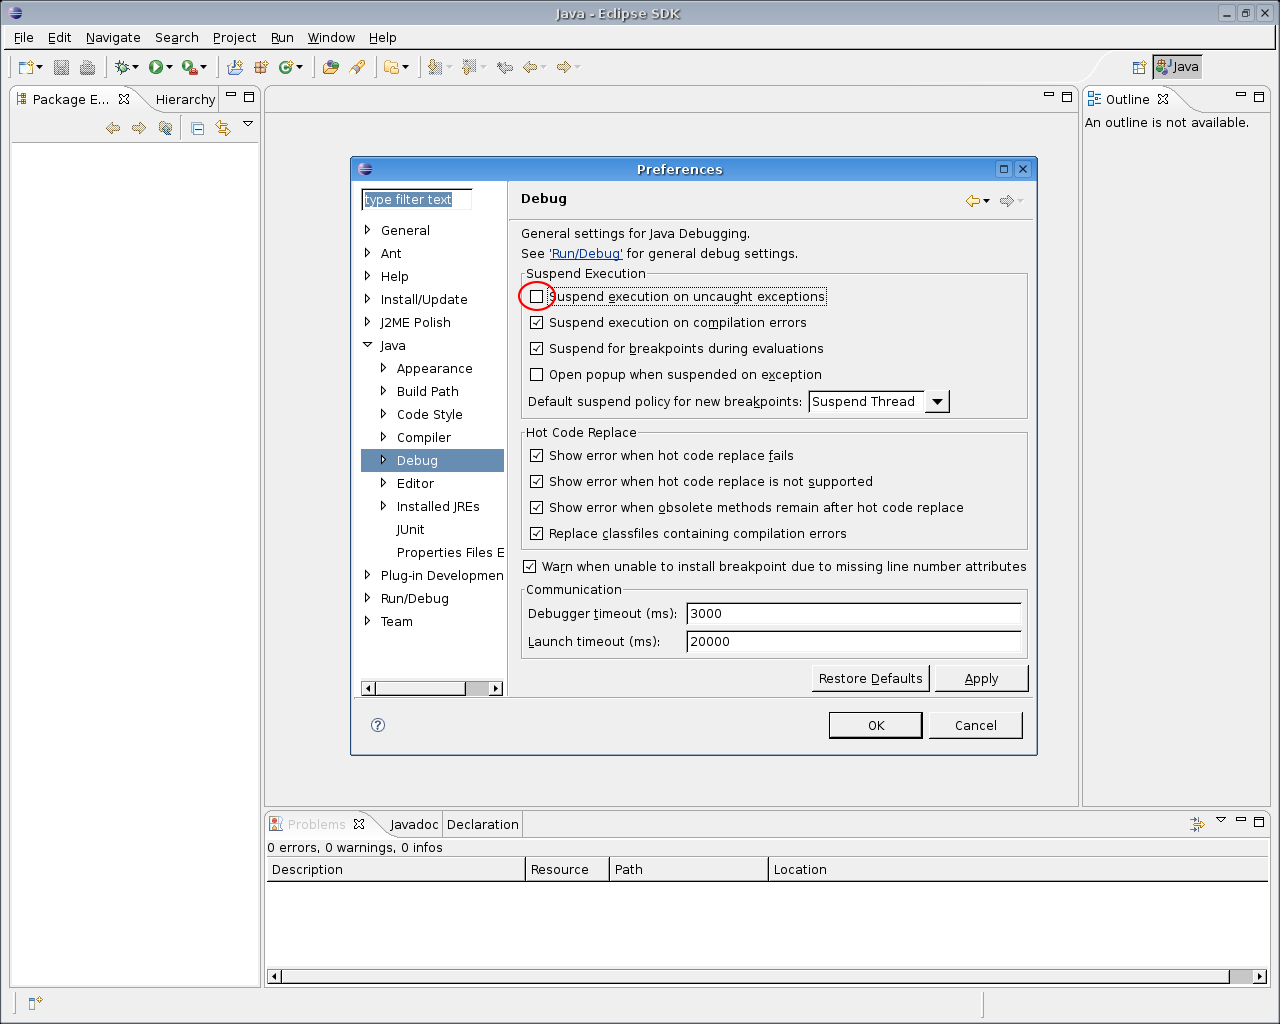 Java - Eclipse SDK
File Edit Navigate Search Project Run Window Help
Java
Package E... Hierarchy
Outline
An outline is not available.
Preferences
type filter text
General
Ant
Help
Install/Update
J2ME Polish
Java
Appearance
Build Path
Code Style
Compiler
Debug
Editor
Installed JREs
JUnit
Properties Files E
Plug-in Developmen
Run/Debug
Team
Debug
General settings for Java Debugging.
See 'Run/Debug' for general debug settings.
Suspend Execution
Suspend execution on uncaught exceptions
Suspend execution on compilation errors
Suspend for breakpoints during evaluations
Open popup when suspended on exception
Default suspend policy for new breakpoints: Suspend Thread
Hot Code Replace
Show error when hot code replace fails
Show error when hot code replace is not supported
Show error when obsolete methods remain after hot code replace
Replace classfiles containing compilation errors
Warn when unable to install breakpoint due to missing line number attributes
Communication
Debugger timeout (ms): 3000
Launch timeout (ms): 20000
Restore Defaults Apply
OK Cancel
Problems Javadoc Declaration
0 errors, 0 warnings, 0 infos
Description Resource Path Location